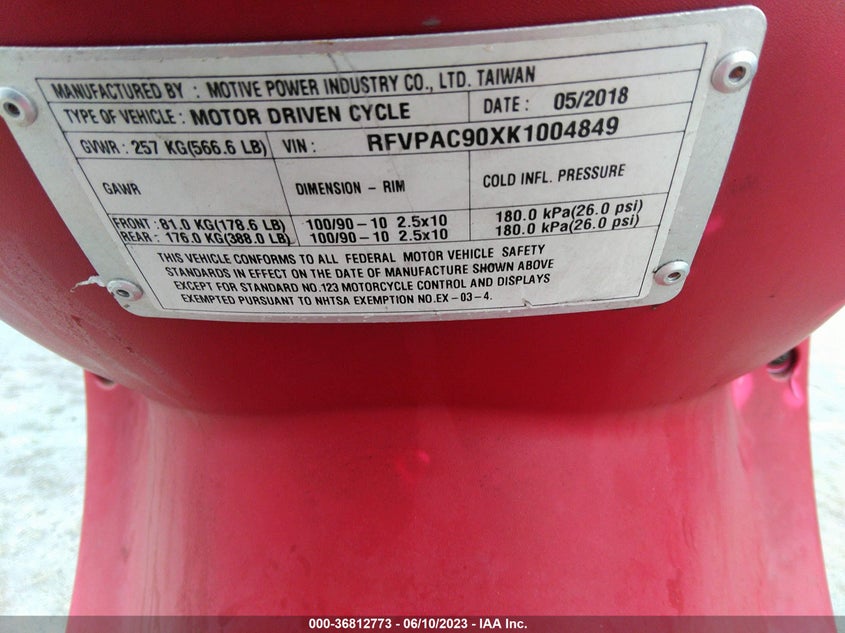 MANUFACTURED BY : MOTIVE POWER INDUSTRY CO., LTD. TAIWAN
TYPE OF VEHICLE : MOTOR DRIVEN CYCLE DATE : 05/2018
GVWR : 257 KG(566.6 LB) VIN : RFVPAC90XK1004849
GAWR DIMENSION - RIM COLD INFL. PRESSURE
FRONT : 81.0 KG(178.6 LB) 100/90-10 2.5x10 180.0 kPa(26.0 psi)
REAR : 176.0 KG(388.0 LB) 100/90-10 2.5x10 180.0 kPa(26.0 psi)
THIS VEHICLE CONFORMS TO ALL FEDERAL MOTOR VEHICLE SAFETY
STANDARDS IN EFFECT ON THE DATE OF MANUFACTURE SHOWN ABOVE
EXCEPT FOR STANDARD NO.123 MOTORCYCLE CONTROL AND DISPLAYS
EXEMPTED PURSUANT TO NHTSA EXEMPTION NO.EX-03-4.
000-36812773 - 06/10/2023 - IAA Inc.